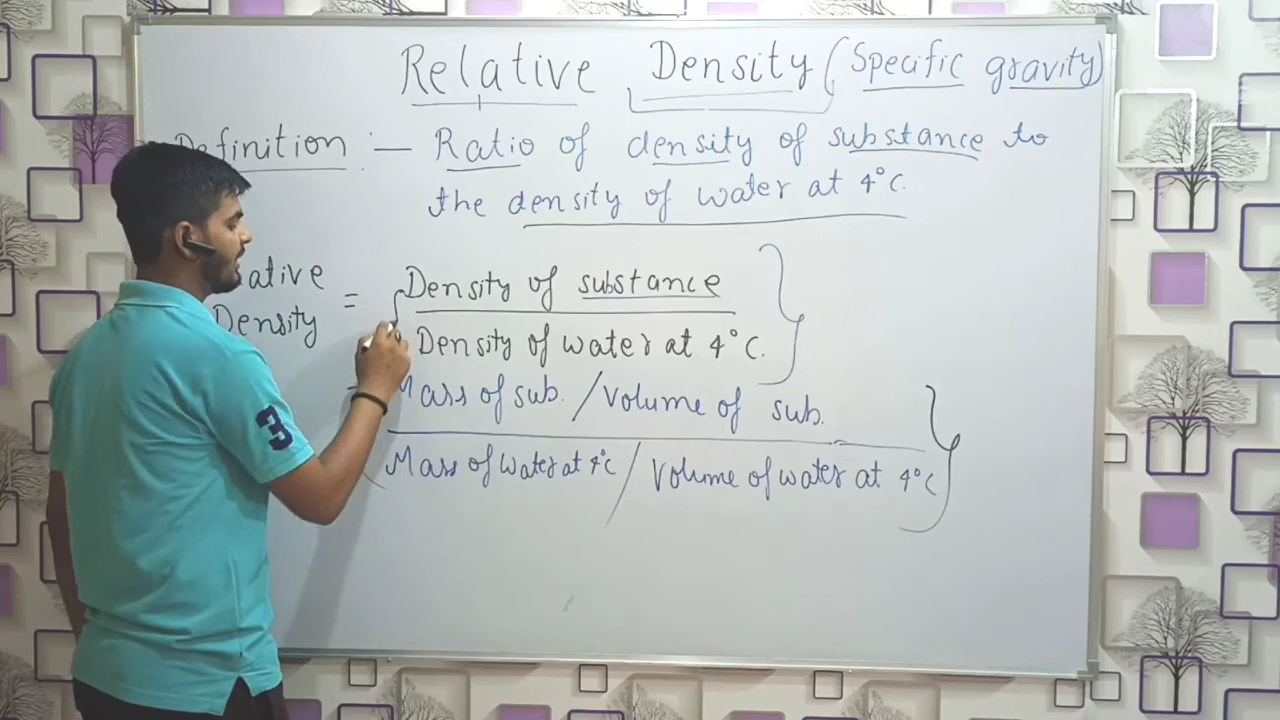 Relative Density (Specific gravity)
Definition :— Ratio of density of substance to
the density of water at 4°C.
Density of substance
Density = 
Density of water at 4°C.
Mass of sub. / Volume of sub.
Mass of water at 4°C / Volume of water at 4°C
3